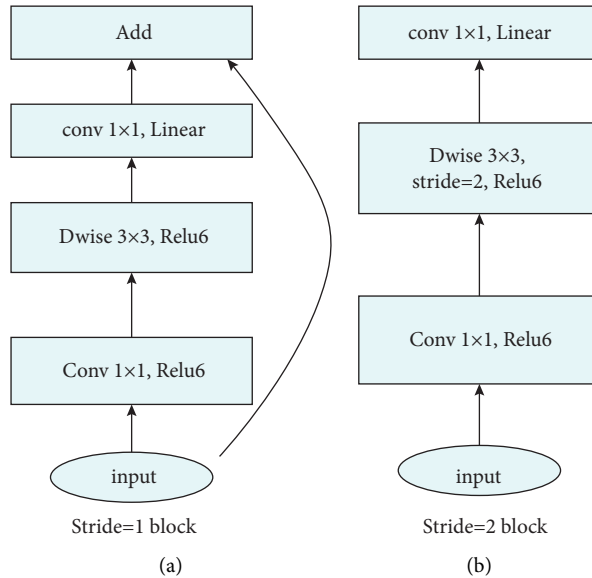 Add
conv 1×1, Linear
Dwise 3×3, Relu6
Conv 1×1, Relu6
input
Stride=1 block
(a)
conv 1×1, Linear
Dwise 3×3,
stride=2, Relu6
Conv 1×1, Relu6
input
Stride=2 block
(b)